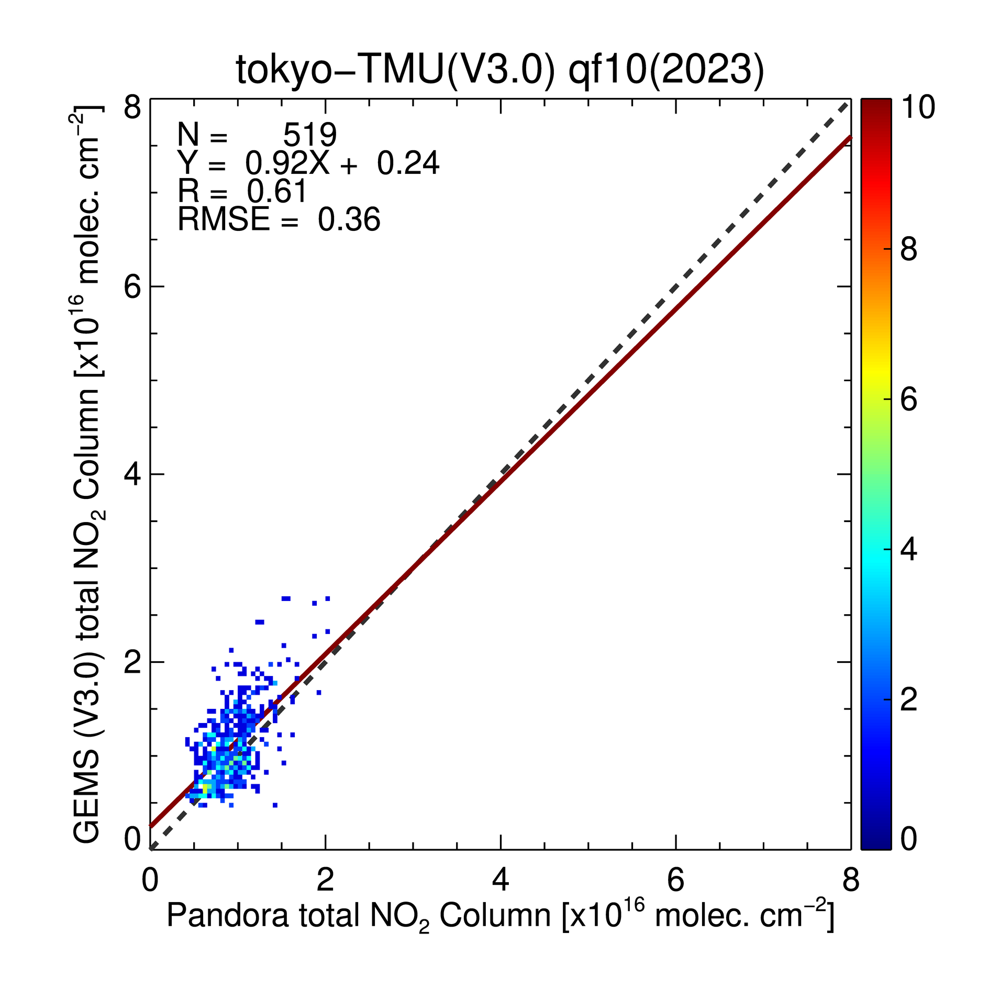 tokyo−TMU(V3.0) qf10(2023)
N = 519
Y = 0.92X + 0.24
R = 0.61
RMSE = 0.36
GEMS (V3.0) total NO₂ Column [x10¹⁶ molec. cm⁻²]
8
6
4
2
0
0 2 4 6 8
Pandora total NO₂ Column [x10¹⁶ molec. cm⁻²]
10
8
6
4
2
0